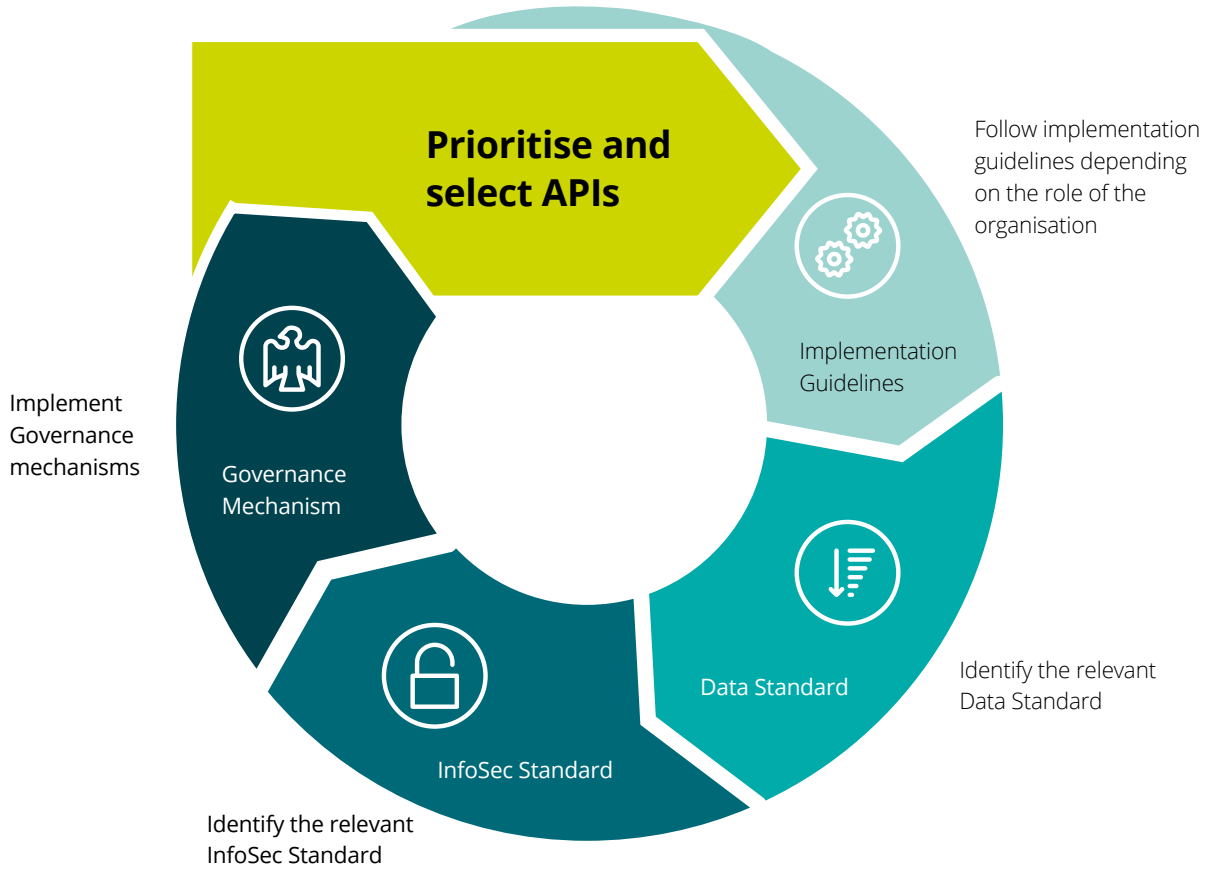 Prioritise and
select APIs
Follow implementation
guidelines depending
on the role of the
organisation
Implementation
Guidelines
Data Standard
Identify the relevant
Data Standard
InfoSec Standard
Identify the relevant
InfoSec Standard
Governance
Mechanism
Implement
Governance
mechanisms